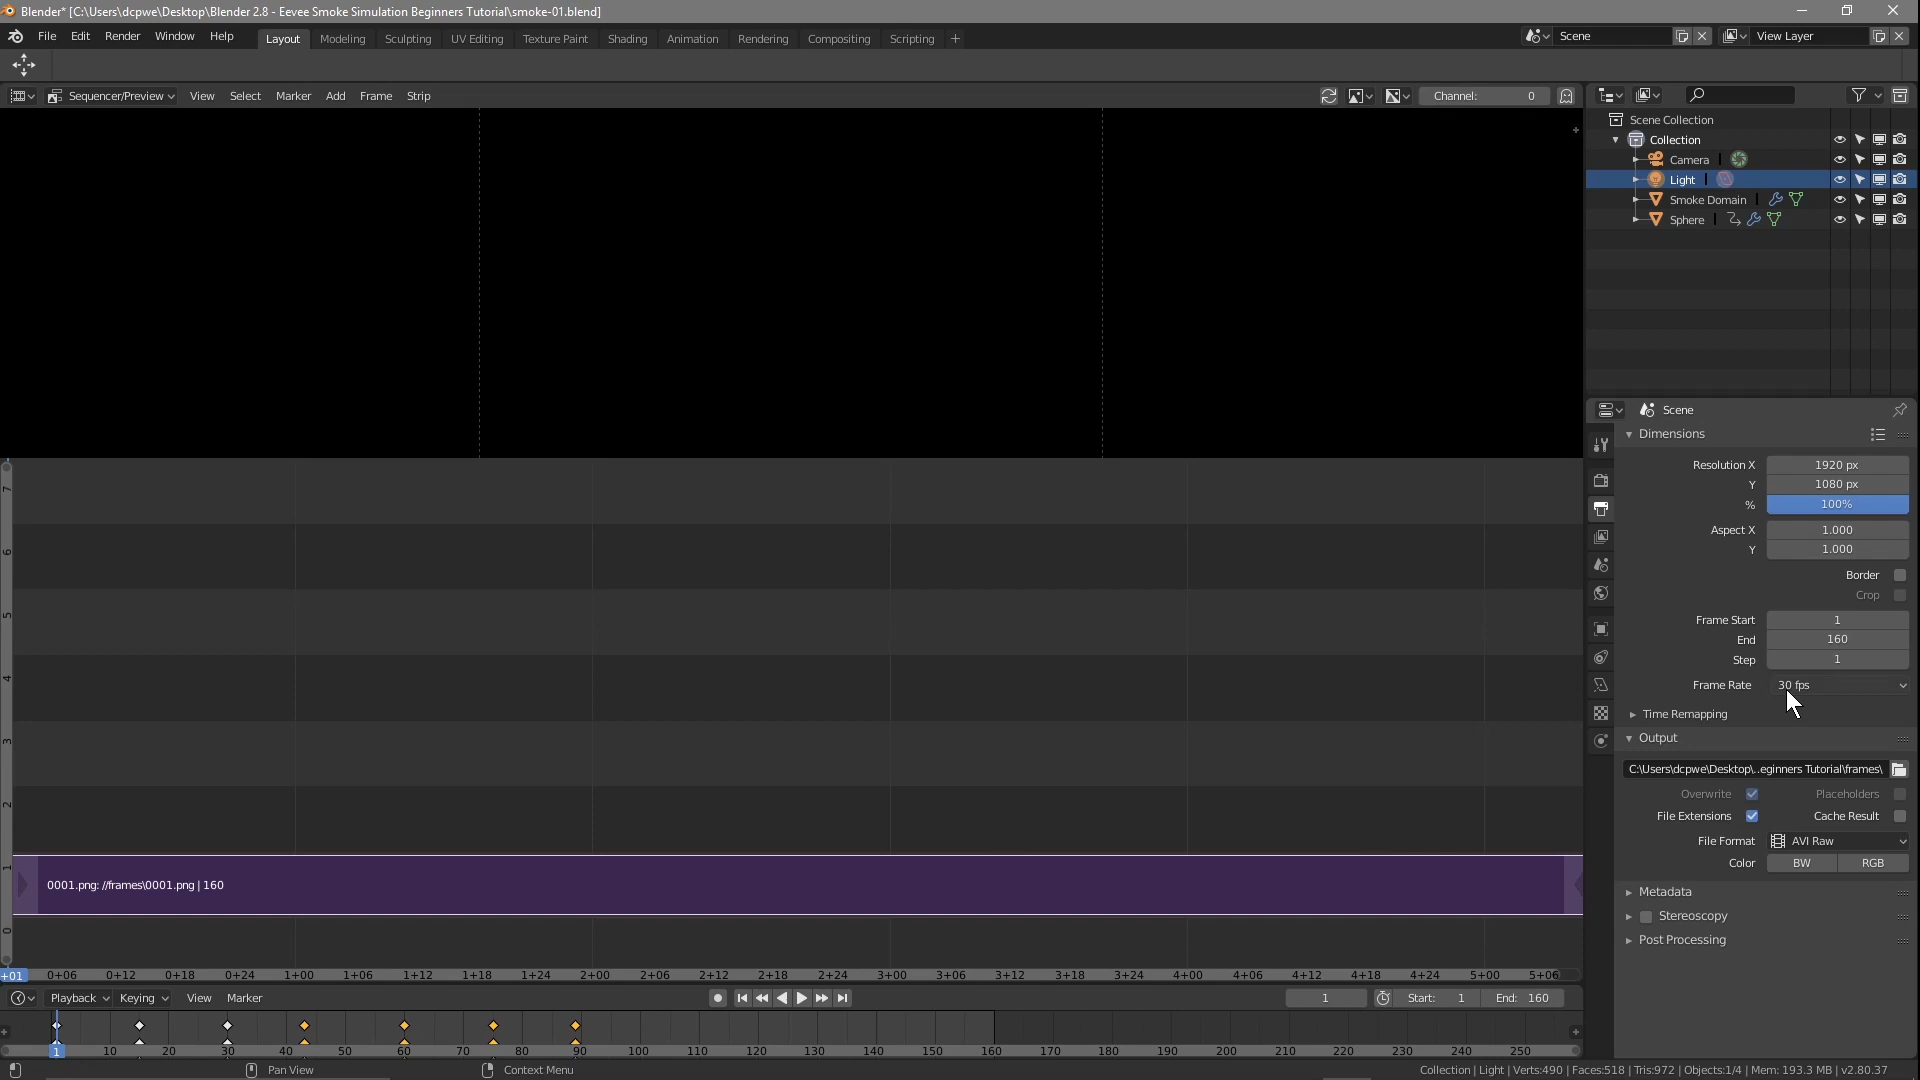 Blender* [C:\Users\dcpwe\Desktop\Blender 2.8 - Eevee Smoke Simulation Beginners Tutorial\smoke-01.blend]
File Edit Render Window Help Layout Modeling Sculpting UV Editing Texture Paint Shading Animation Rendering Compositing Scripting + Scene View Layer
Sequencer/Preview View Select Marker Add Frame Strip Channel: 0
Scene Collection
Collection
Camera
Light
Smoke Domain
Sphere
Scene
Dimensions
Resolution X 1920 px
Y 1080 px
% 100%
Aspect X 1.000
Y 1.000
Border
Crop
Frame Start 1
End 160
Step 1
Frame Rate 30 fps
Time Remapping
Output
C:\Users\dcpwe\Desktop\..eginners Tutorial\frames\
Overwrite Placeholders
File Extensions Cache Result
File Format AVI Raw
Color BW RGB
Metadata
Stereoscopy
Post Processing
7
6
5
4
3
2
1
0
0001.png: //frames\0001.png | 160
+01 0+06 0+12 0+18 0+24 1+00 1+06 1+12 1+18 1+24 2+00 2+06 2+12 2+18 2+24 3+00 3+06 3+12 3+18 3+24 4+00 4+06 4+12 4+18 4+24 5+00 5+06
Playback Keying View Marker 1 Start: 1 End: 160
1 10 20 30 40 50 60 70 80 90 100 110 120 130 140 150 160 170 180 190 200 210 220 230 240 250
Pan View Context Menu Collection | Light | Verts:490 | Faces:518 | Tris:972 | Objects:1/4 | Mem: 193.3 MB | v2.80.37